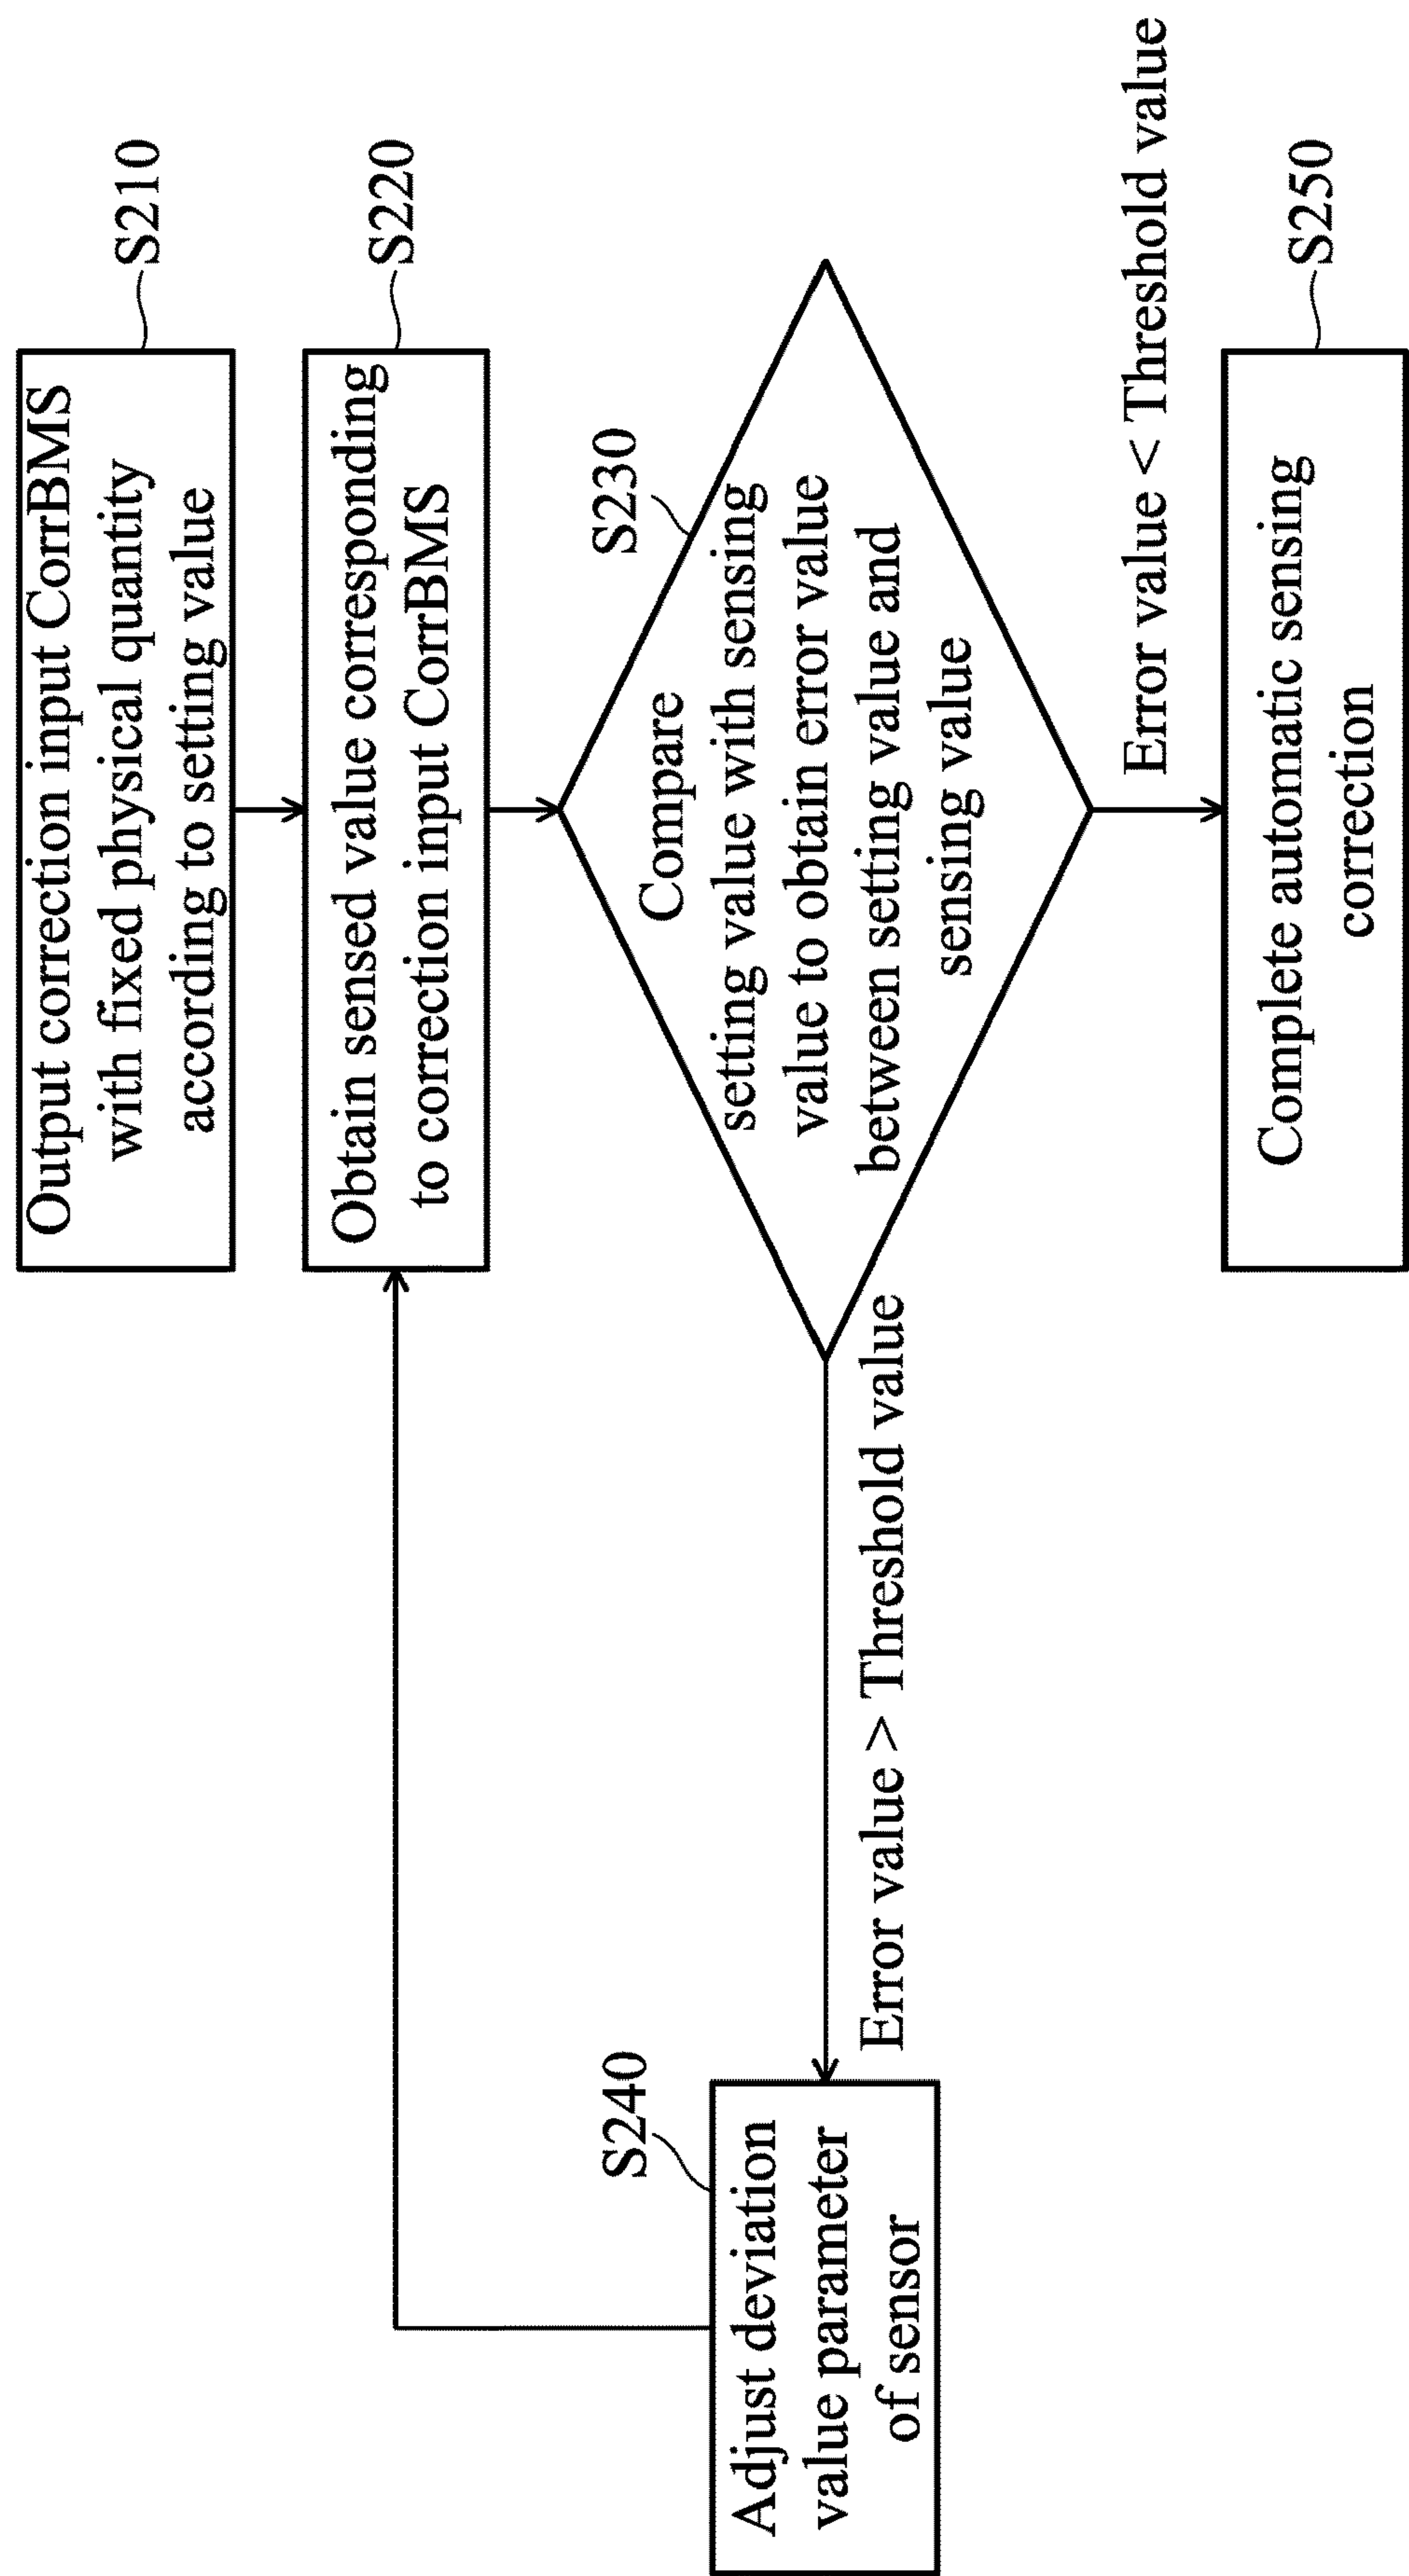 Output correction input CorrBMS
with fixed physical quantity
according to setting value
S210
Obtain sensed value corresponding
to correction input CorrBMS
S220
S230
Compare
setting value with sensing
value to obtain error value
between setting value and
sensing value
Error value > Threshold value
S240
Adjust deviation
value parameter
of sensor
Error value < Threshold value
Complete automatic sensing
correction
S250